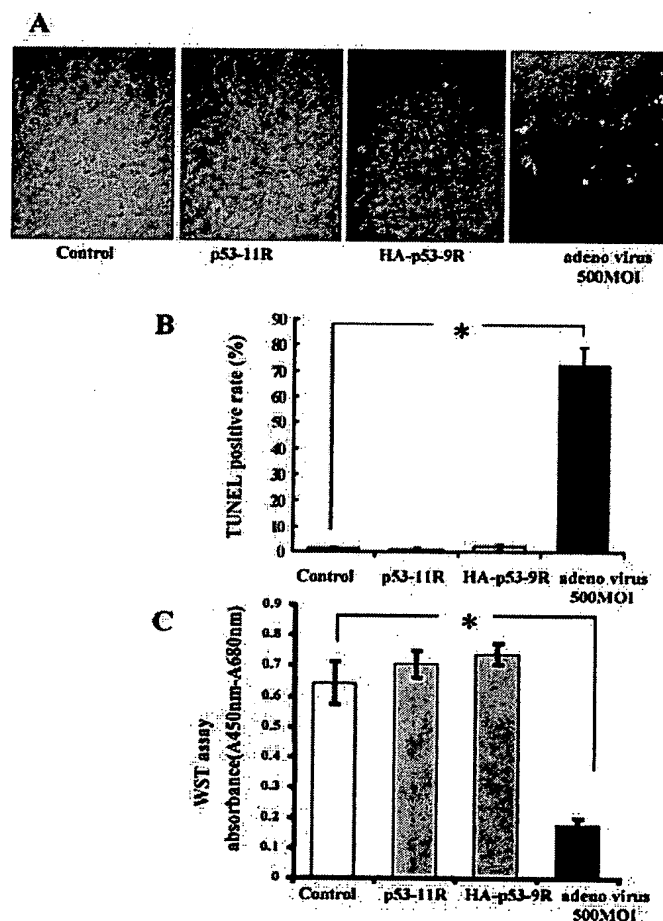 A
Control p53-11R HA-p53-9R adeno virus
500MOI
B
TUNEL positive rate (%)
90
80
70
60
50
40
30
20
10
0
*
Control p53-11R HA-p53-9R adeno virus
500MOI
C
WST assay
absorbance(A450nm-A680nm)
0.9
0.8
0.7
0.6
0.5
0.4
0.3
0.2
0.1
0
*
Control p53-11R HA-p53-9R adeno virus
500MOI